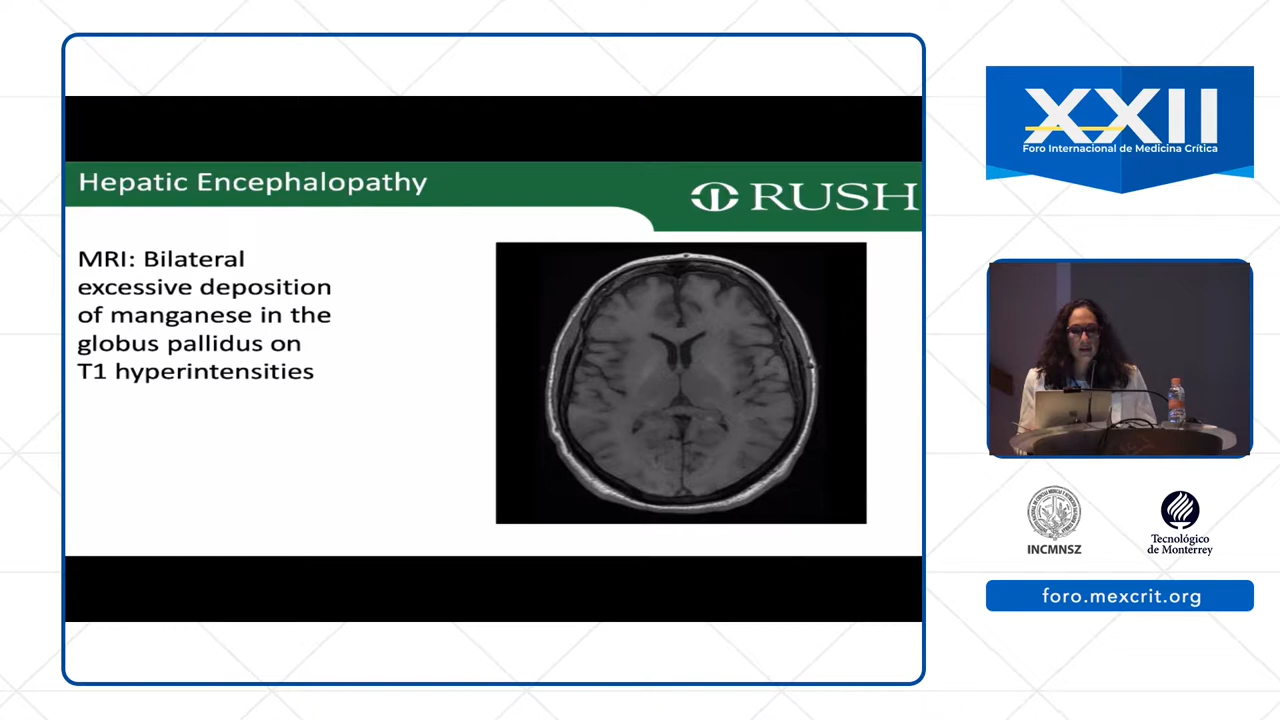 Hepatic Encephalopathy
RUSH
MRI: Bilateral
excessive deposition
of manganese in the
globus pallidus on
T1 hyperintensities
XXII
Foro Internacional de Medicina Crítica
INCMNSZ
Tecnológico
de Monterrey
foro.mexcrit.org